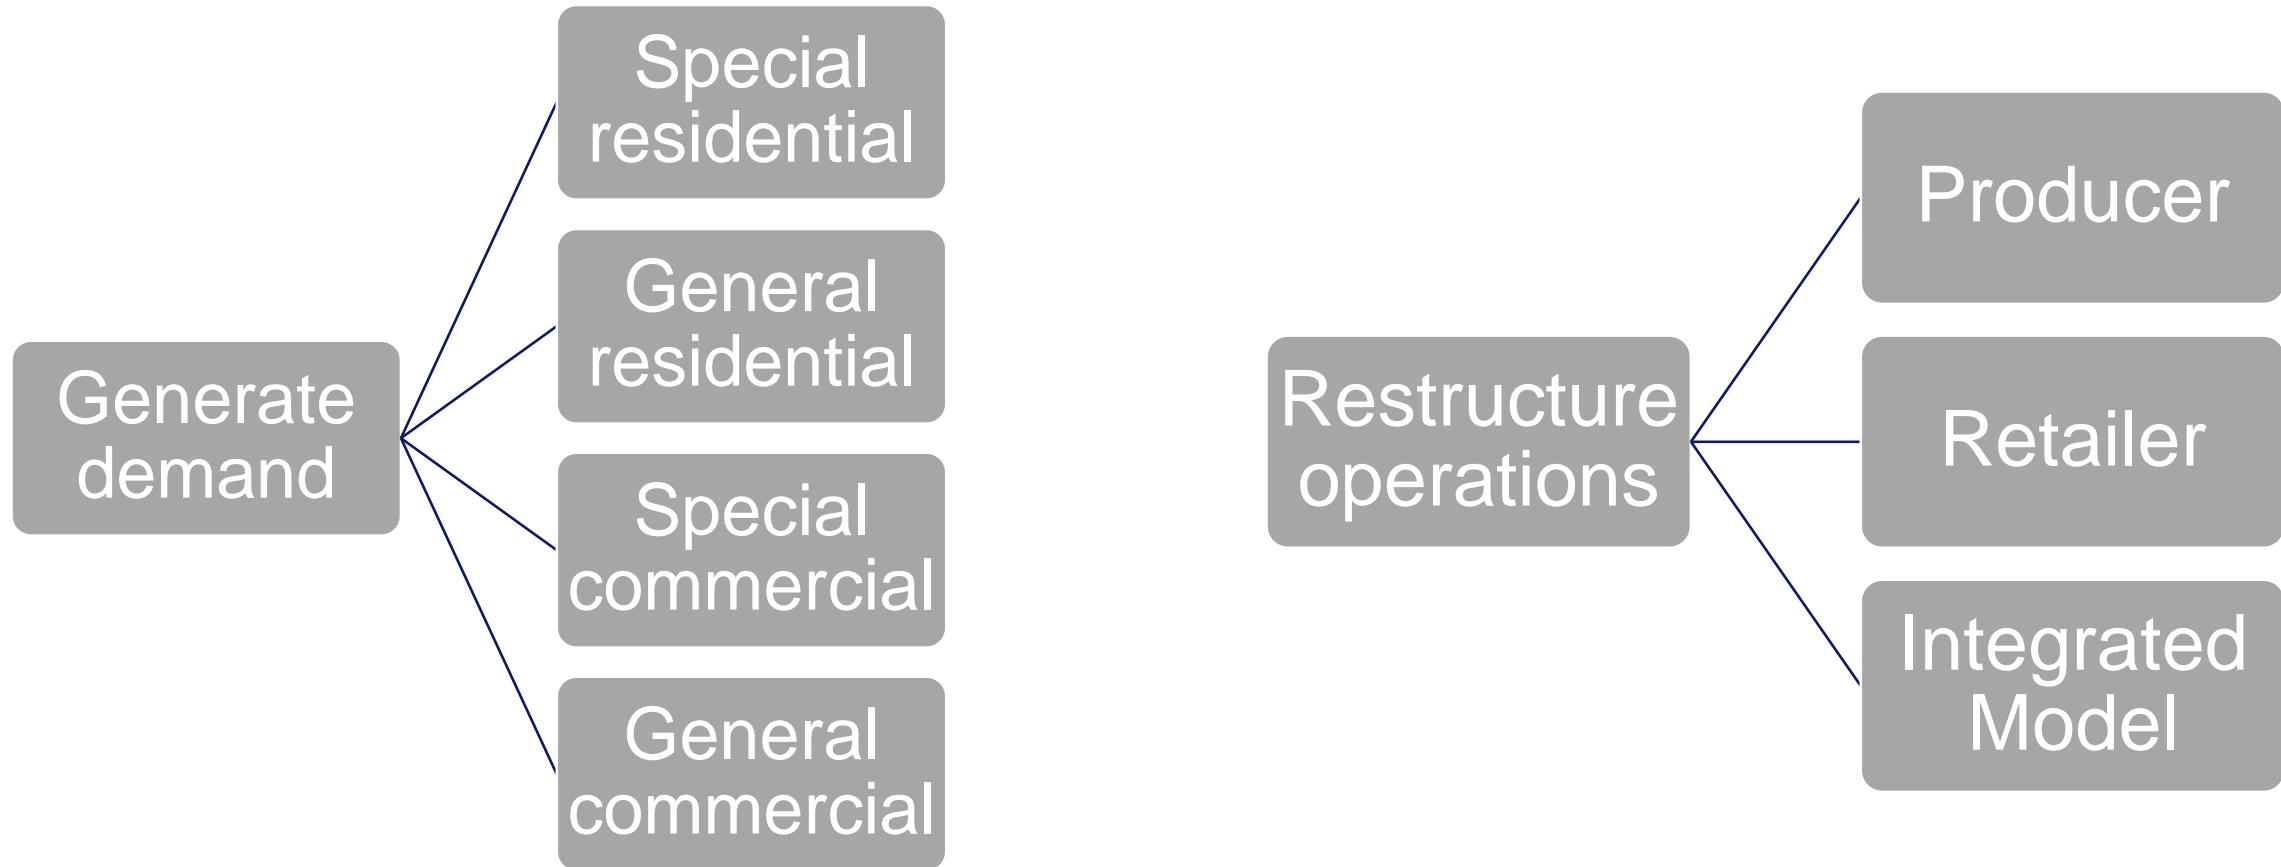 Generate
demand
Special
residential
General
residential
Special
commercial
General
commercial
Restructure
operations
Producer
Retailer
Integrated
Model